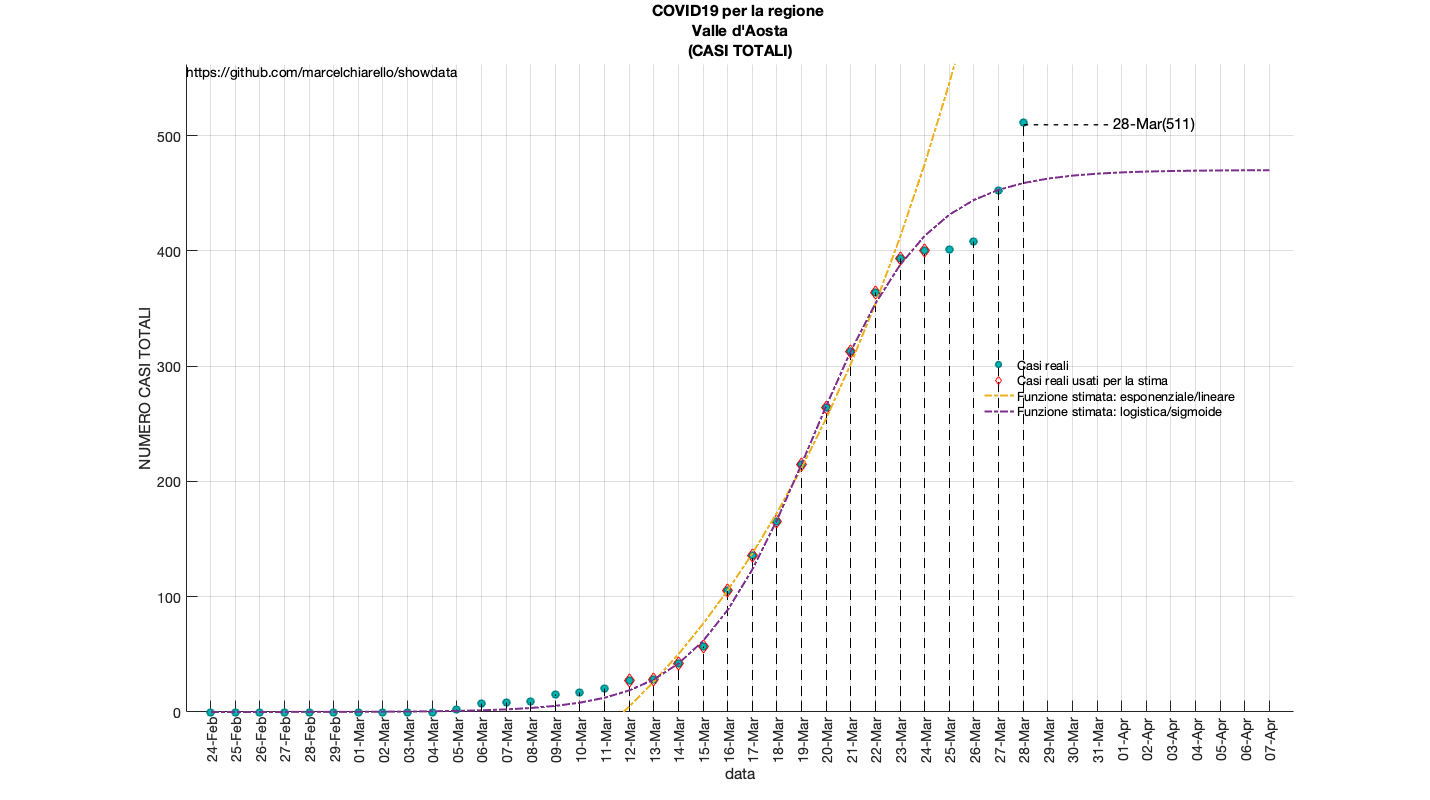 COVID19 per la regione
Valle d'Aosta
(CASI TOTALI)
https://github.com/marcelchiarello/showdata
500
28-Mar(511)
400
300
200
100
0
NUMERO CASI TOTALI
Casi reali
Casi reali usati per la stima
Funzione stimata: esponenziale/lineare
Funzione stimata: logistica/sigmoide
24-Feb
25-Feb
26-Feb
27-Feb
28-Feb
29-Feb
01-Mar
02-Mar
03-Mar
04-Mar
05-Mar
06-Mar
07-Mar
08-Mar
09-Mar
10-Mar
11-Mar
12-Mar
13-Mar
14-Mar
15-Mar
16-Mar
17-Mar
18-Mar
19-Mar
20-Mar
21-Mar
22-Mar
23-Mar
24-Mar
25-Mar
26-Mar
27-Mar
28-Mar
29-Mar
30-Mar
31-Mar
01-Apr
02-Apr
03-Apr
04-Apr
05-Apr
06-Apr
07-Apr
data